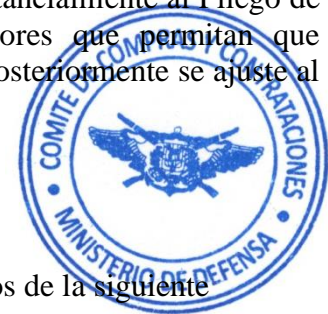 tancialmente al Pliego de
ores que permitan que
osteriormente se ajuste al
COMITE DE COMPRAS Y CONTRATACIONES
MINISTERIO DE DEFENSA
os de la siguiente